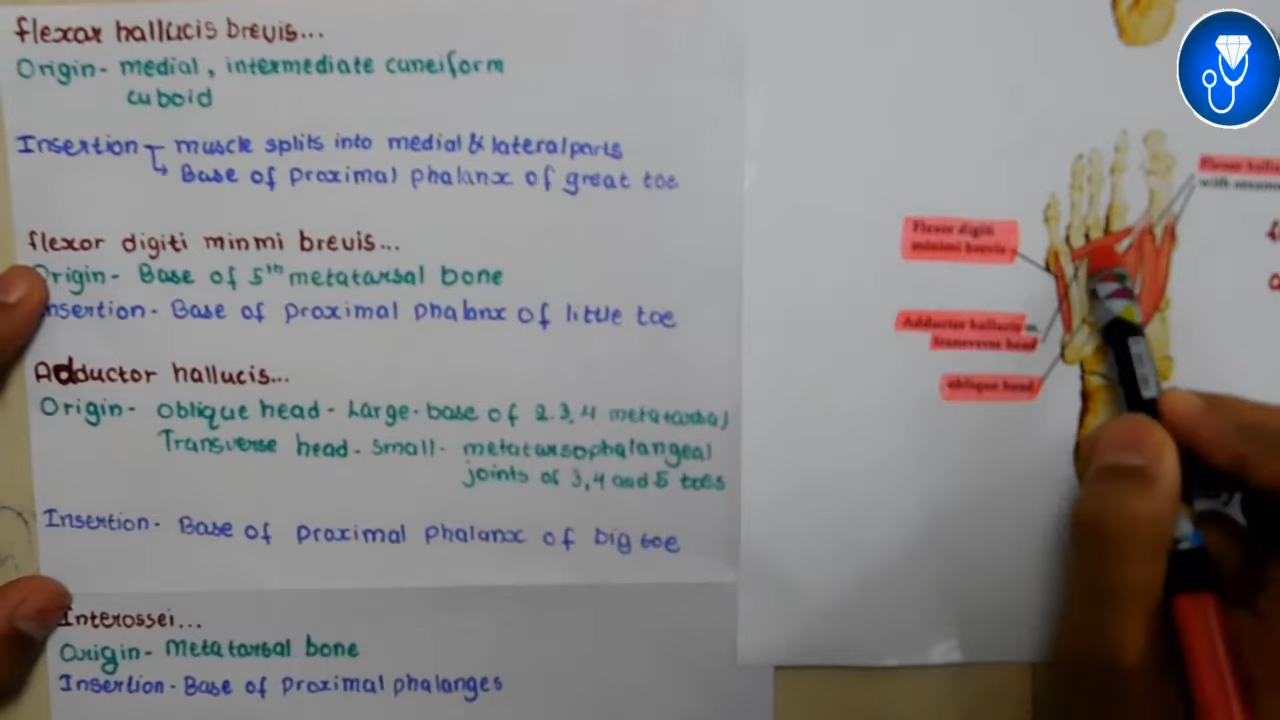 flexor hallucis brevis...
Origin- medial, intermediate cuneiform
cuboid
Insertion muscle splits into medial & lateral parts
Base of proximal phalanx of great toe
flexor digiti minmi brevis...
Origin- Base of 5th metatarsal bone
Insertion- Base of proximal phalanx of little toe
Adductor hallucis...
Origin- Oblique head- Large- base of 2.3,4 metatarsal
Transverse head- Small- metatarsophalangeal
joints of 3,4 and 5 toes
Insertion- Base of proximal phalanx of big toe
Interossei...
Origin- Metatarsal bone
Insertion- Base of proximal phalanges
Flexor digiti
minimi brevis
Adductor hallucis
transverse head
oblique head
Flexor
with